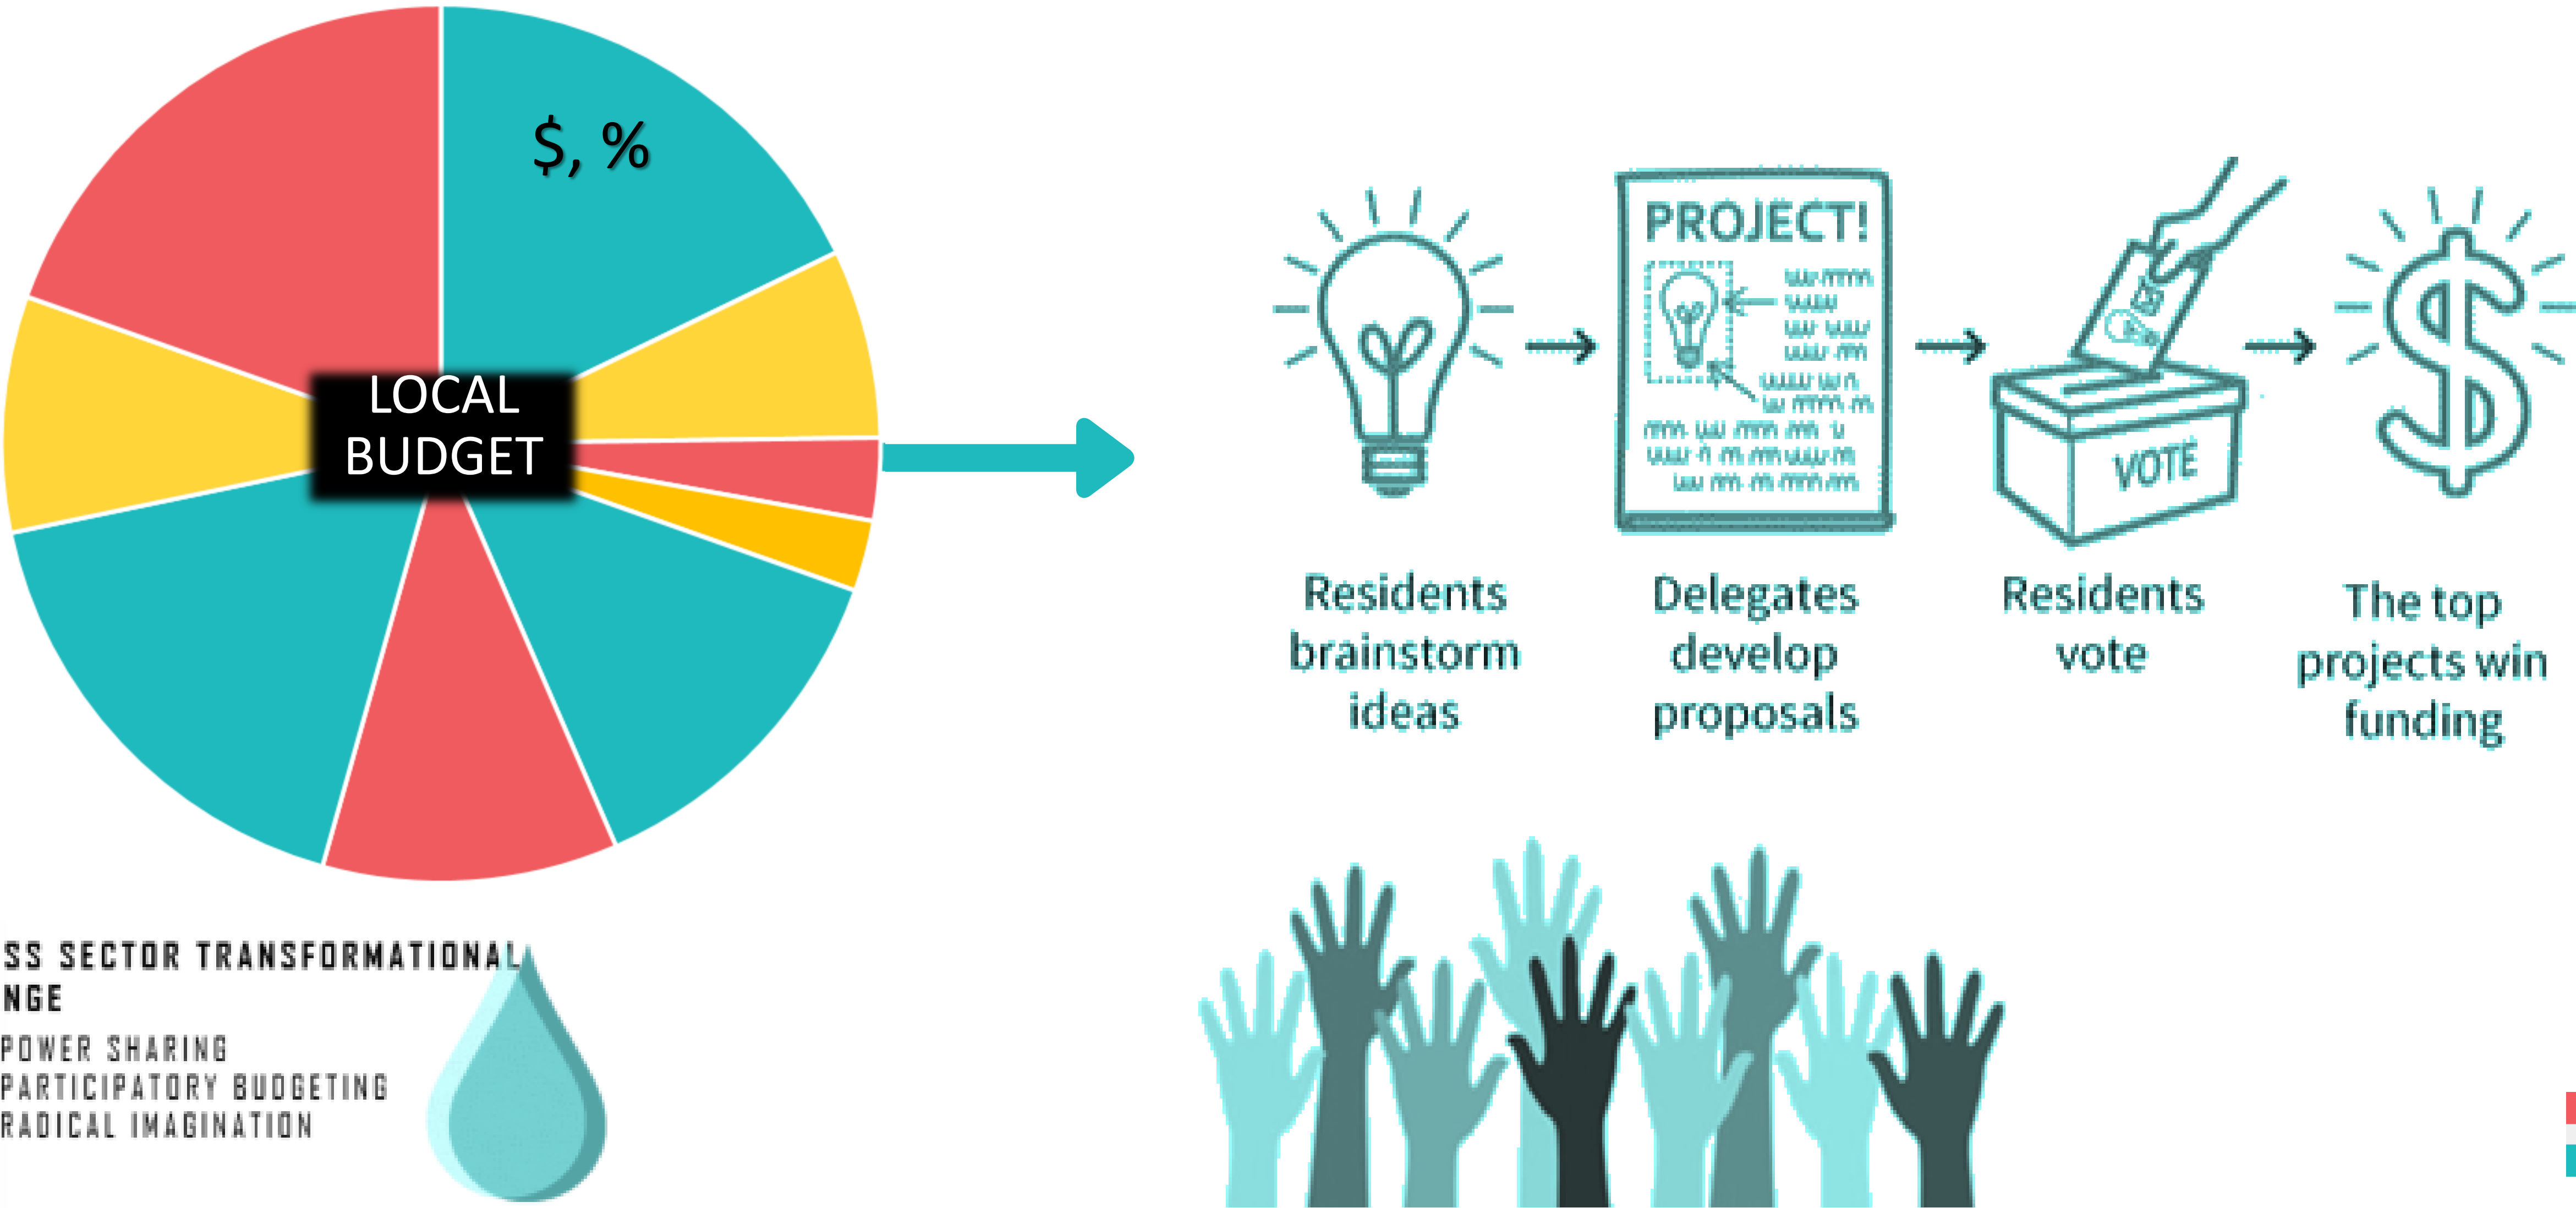 $, %
LOCAL
BUDGET
PROJECT!
VOTE
Residents
brainstorm
ideas
Delegates
develop
proposals
Residents
vote
The top
projects win
funding
SS SECTOR TRANSFORMATIONAL
NGE
POWER SHARING
PARTICIPATORY BUDGETING
RADICAL IMAGINATION